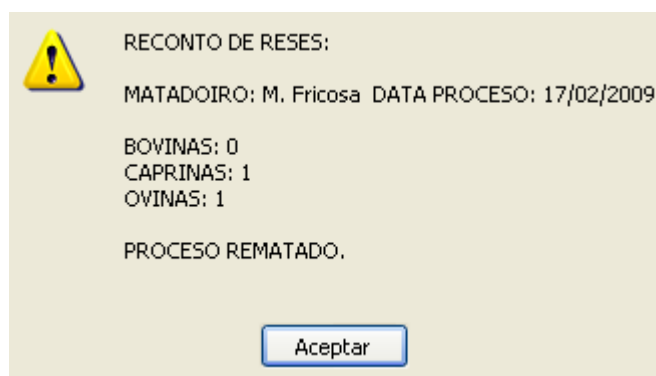 RECONTO DE RESES:
MATADOIRO: M. Fricosa DATA PROCESO: 17/02/2009
BOVINAS: 0
CAPRINAS: 1
OVINAS: 1
PROCESO REMATADO.
Aceptar